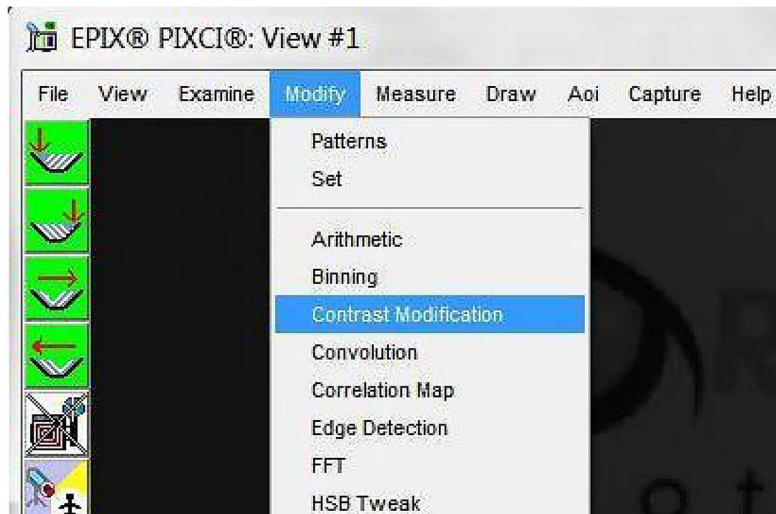 EPIX® PIXCI®: View #1
File View Examine Modify Measure Draw Aoi Capture Help
Patterns
Set
Arithmetic
Binning
Contrast Modification
Convolution
Correlation Map
Edge Detection
FFT
HSB Tweak
R
o t